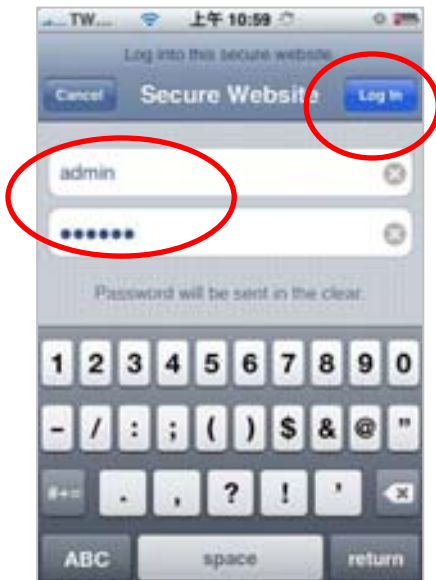 TW... 上午 10:59
Log into this secure website
Cancel Secure Website Log In
admin
••••••
Password will be sent in the clear.
1 2 3 4 5 6 7 8 9 0
- / : ; ( ) $ & @ "
#+= . , ? ! '
ABC space return